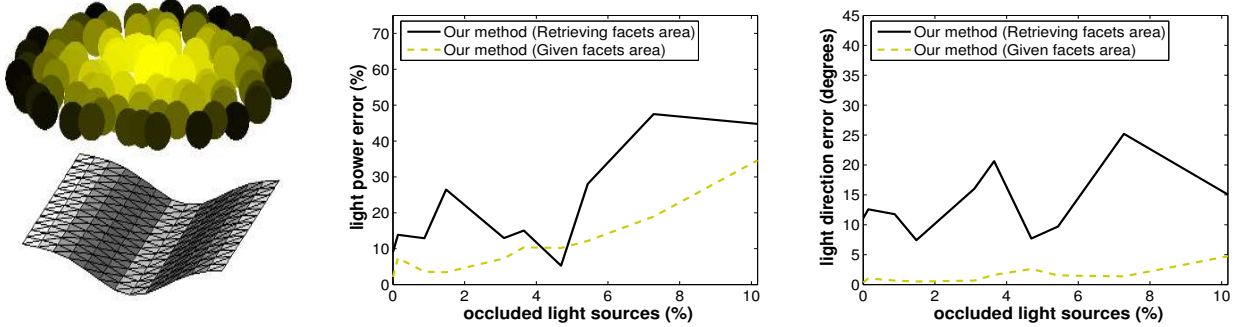 Our method (Retrieving facets area)
Our method (Given facets area)
light power error (%)
70
60
50
40
30
20
10
0
0 2 4 6 8 10
occluded light sources (%)
Our method (Retrieving facets area)
Our method (Given facets area)
light direction error (degrees)
45
40
35
30
25
20
15
10
5
0
0 2 4 6 8 10
occluded light sources (%)